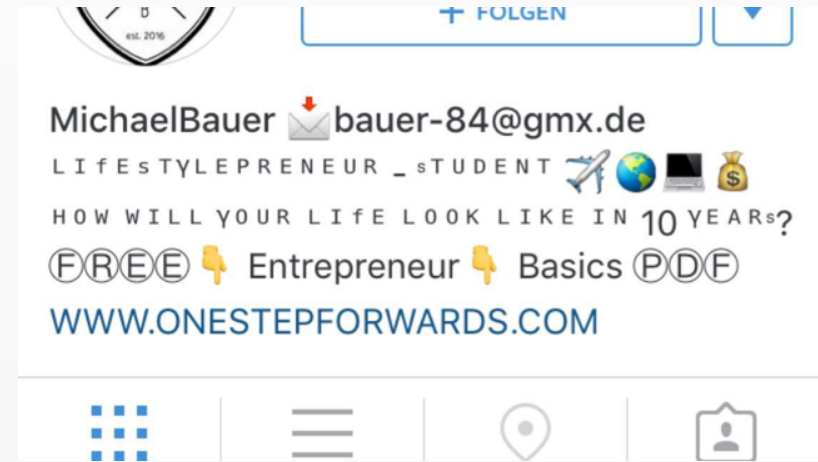 B
est. 2016
+ FOLGEN
MichaelBauer 📩bauer-84@gmx.de
LIfEsTYLEPRENEUR _ sTUDENT ✈️🌎💻💰
HOW WILL YOUR LIfE LOOK LIKE IN 10 YEARs?
ⒻⓇⒺⒺ 👇 Entrepreneur 👇 Basics ⓅⒹⒻ
WWW.ONESTEPFORWARDS.COM